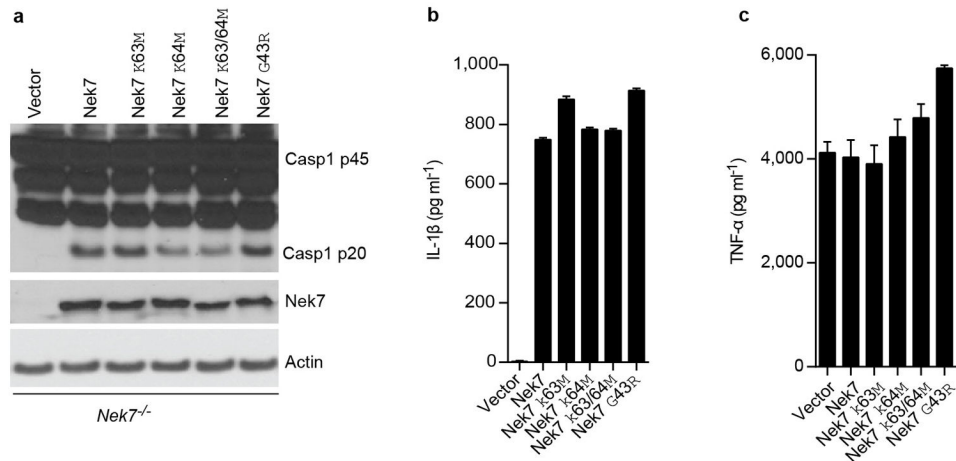 a
Vector
Nek7
Nek7 K63M
Nek7 K64M
Nek7 K63/64M
Nek7 G43R
Casp1 p45
Casp1 p20
Nek7
Actin
Nek7-/-
b
IL-1β (pg ml-1)
1,000
800
600
400
200
0
Vector
Nek7
Nek7 K63M
Nek7 K64M
Nek7 K63/64M
Nek7 G43R
c
TNF-α (pg ml-1)
6,000
4,000
2,000
0
Vector
Nek7
Nek7 K63M
Nek7 K64M
Nek7 K63/64M
Nek7 G43R